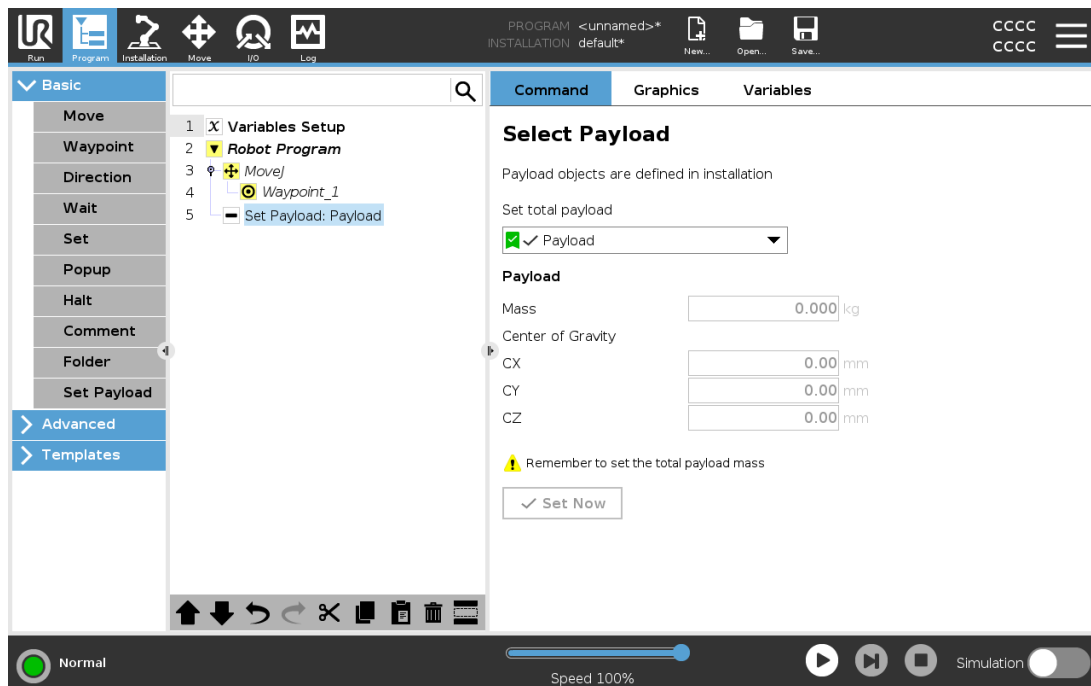 PROGRAM <unnamed>*
INSTALLATION default*
CCCC
CCCC
Run Program Installation Move I/O Log New... Open... Save...
Basic
Move
Waypoint
Direction
Wait
Set
Popup
Halt
Comment
Folder
Set Payload
Advanced
Templates
1 X Variables Setup
2 Robot Program
3 MoveJ
4 Waypoint_1
5 Set Payload: Payload
Command Graphics Variables
Select Payload
Payload objects are defined in installation
Set total payload
Payload
Payload
Mass 0.000 kg
Center of Gravity
CX 0.00 mm
CY 0.00 mm
CZ 0.00 mm
Remember to set the total payload mass
Set Now
Normal
Speed 100%
Simulation